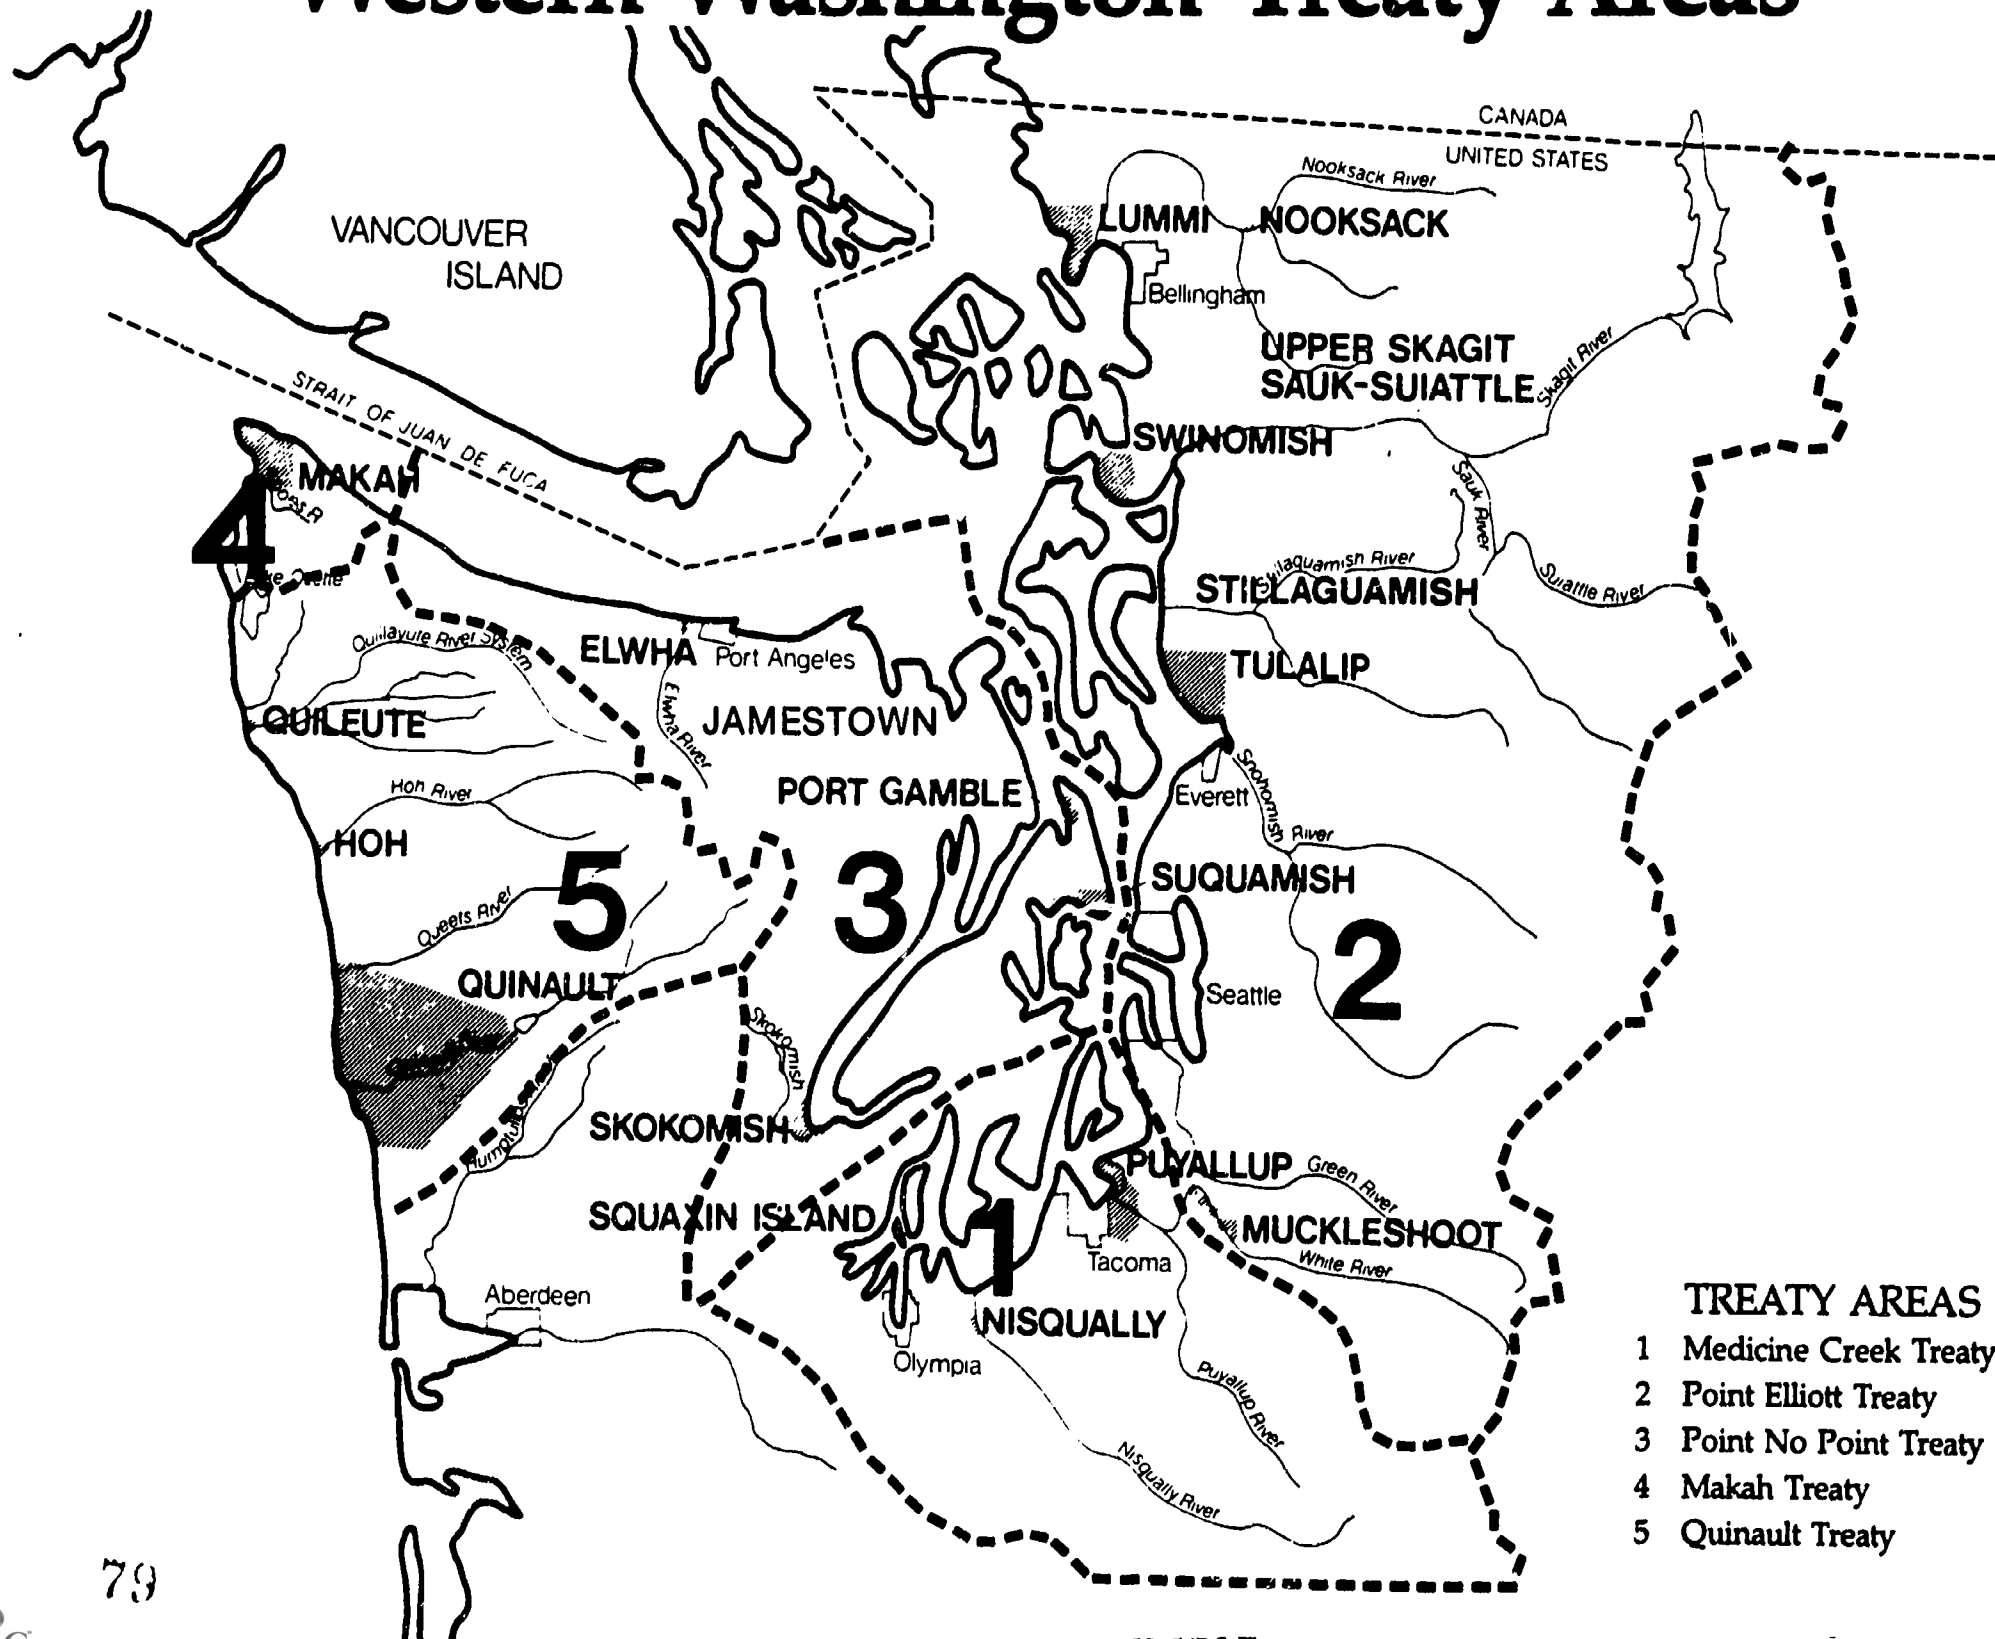 Western Washington Treaty Areas
CANADA
UNITED STATES
Nooksack River
LUMMI
NOOKSACK
VANCOUVER
ISLAND
Bellingham
UPPER SKAGIT
SAUK-SUIATTLE
Skagit River
STRAIT OF JUAN DE FUCA
SWINOMISH
MAKAH
4
Sauk River
Stillaguamish River
STILLAGUAMISH
Suiattle River
Quillayute River System
ELWHA
Port Angeles
TULALIP
Elwha River
QUILEUTE
JAMESTOWN
Hoh River
PORT GAMBLE
Everett
Snohomish River
HOH
5
3
SUQUAMISH
Queets River
2
QUINAULT
Seattle
Skokomish
SKOKOMISH
PUYALLUP
Green River
SQUAXIN ISLAND
1
MUCKLESHOOT
White River
Tacoma
Aberdeen
NISQUALLY
Olympia
Puyallup River
Nisqually River
TREATY AREAS
1 Medicine Creek Treaty
2 Point Elliott Treaty
3 Point No Point Treaty
4 Makah Treaty
5 Quinault Treaty
79